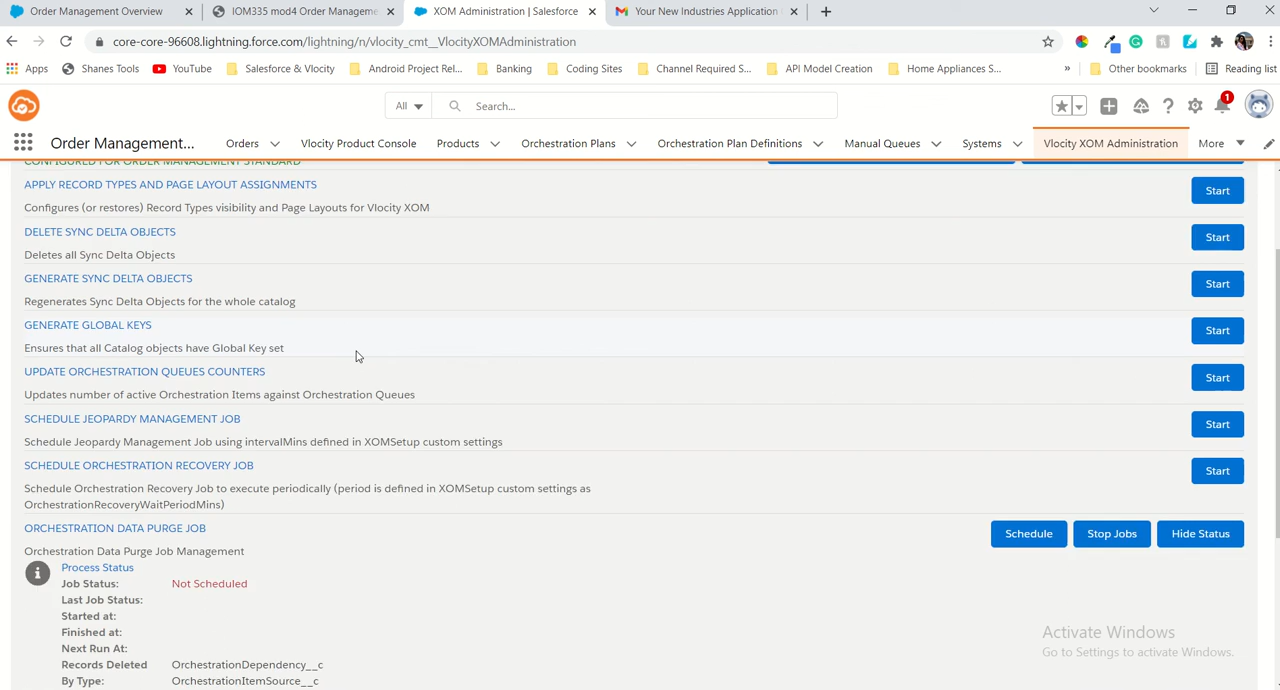 Order Management Overview
IOM335 mod4 Order Manageme
XOM Administration | Salesforce
Your New Industries Application
core-core-96608.lightning.force.com/lightning/n/vlocity_cmt__VlocityXOMAdministration
Apps
Shanes Tools
YouTube
Salesforce & Vlocity
Android Project Rel...
Banking
Coding Sites
Channel Required S...
API Model Creation
Home Appliances S...
»
Other bookmarks
Reading list
All
Search...
1
Order Management...
Orders
Vlocity Product Console
Products
Orchestration Plans
Orchestration Plan Definitions
Manual Queues
Systems
Vlocity XOM Administration
More
CONFIGURED FOR ORDER MANAGEMENT STANDARD
APPLY RECORD TYPES AND PAGE LAYOUT ASSIGNMENTS
Start
Configures (or restores) Record Types visibility and Page Layouts for Vlocity XOM
DELETE SYNC DELTA OBJECTS
Start
Deletes all Sync Delta Objects
GENERATE SYNC DELTA OBJECTS
Start
Regenerates Sync Delta Objects for the whole catalog
GENERATE GLOBAL KEYS
Start
Ensures that all Catalog objects have Global Key set
UPDATE ORCHESTRATION QUEUES COUNTERS
Start
Updates number of active Orchestration Items against Orchestration Queues
SCHEDULE JEOPARDY MANAGEMENT JOB
Start
Schedule Jeopardy Management Job using intervalMins defined in XOMSetup custom settings
SCHEDULE ORCHESTRATION RECOVERY JOB
Start
Schedule Orchestration Recovery Job to execute periodically (period is defined in XOMSetup custom settings as
OrchestrationRecoveryWaitPeriodMins)
ORCHESTRATION DATA PURGE JOB
Schedule
Stop Jobs
Hide Status
Orchestration Data Purge Job Management
Process Status
Job Status: Not Scheduled
Last Job Status:
Started at:
Finished at:
Next Run At:
Records Deleted OrchestrationDependency__c
By Type: OrchestrationItemSource__c
Activate Windows
Go to Settings to activate Windows.